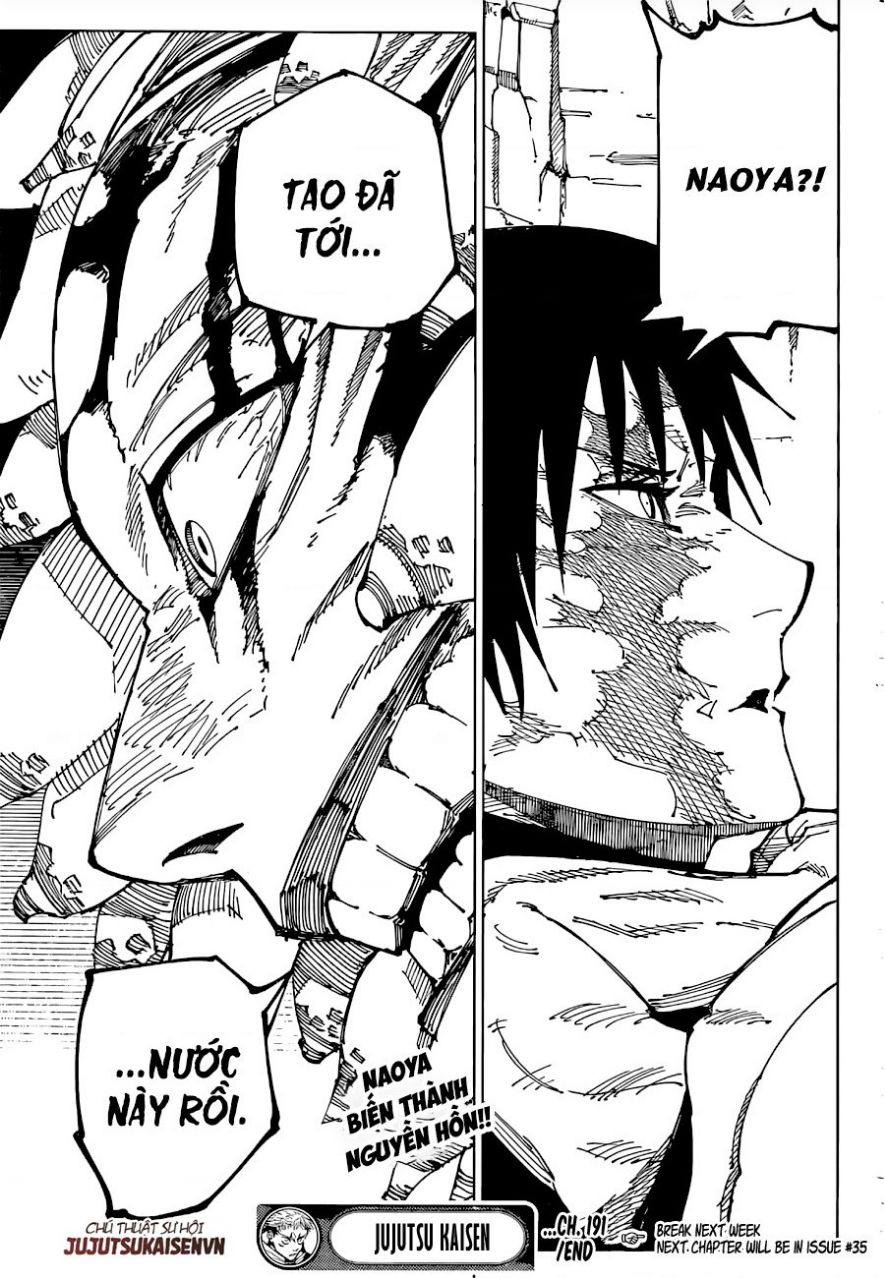 NAOYA?!
TAO ĐÃ
TỚI...
...NƯỚC
NÀY RỒI.
NAOYA
BIẾN THÀNH
NGUYỀN HỒN!!
CHÚ THUẬT SƯ HỘI
JUJUTSUKAISENVN
JUJUTSU KAISEN
...CH. 191
/END
BREAK NEXT WEEK
NEXT CHAPTER WILL BE IN ISSUE #35